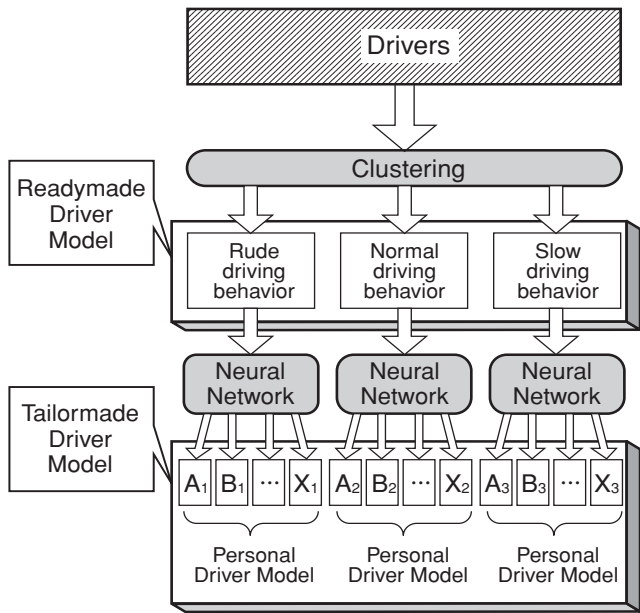 Drivers
Clustering
Readymade
Driver
Model
Rude
driving
behavior
Normal
driving
behavior
Slow
driving
behavior
Neural
Network
Neural
Network
Neural
Network
Tailormade
Driver
Model
A1 B1 ... X1 A2 B2 ... X2 A3 B3 ... X3
Personal
Driver Model
Personal
Driver Model
Personal
Driver Model